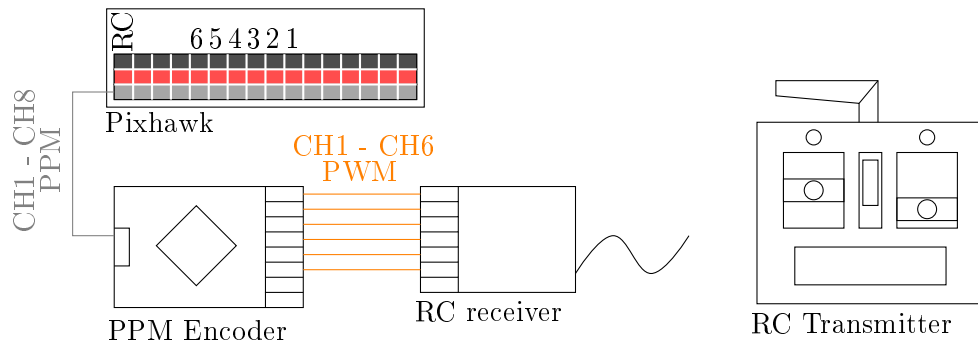 RC
6 5 4 3 2 1
Pixhawk
CH1 - CH8
PPM
CH1 - CH6
PWM
PPM Encoder
RC receiver
RC Transmitter